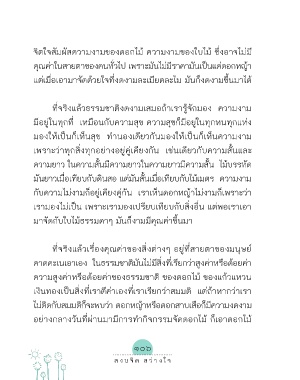 จิตใจสัมผัสความงามของดอกไม้ ความงามของใบไม้ ซึ่งอาจไม่มี
คุณค่าในสายตาของคนทั่วไป เพราะมันไม่มีราคามันเป็นแค่ดอกหญ้า
แต่เมื่อเอามาจัดด้วยใจที่งดงามละเมียดละไม มันก็งดงามขึ้นมาได้
ที่จริงแล้วธรรมชาติงดงามเสมอถ้าเรารู้จักมอง ความงาม
มีอยู่ในทุกที่ เหมือนกับความสุข ความสุขก็มีอยู่ในทุกหนทุกแห่ง
มองให้เป็นก็เห็นสุข ทำนองเดียวกันมองให้เป็นก็เห็นความงาม
เพราะว่าทุกสิ่งทุกอย่างอยู่คู่เคียงกัน เช่นเดียวกับความสั้นและ
ความยาว ในความสั้นมีความยาวในความยาวมีความสั้น ไม้บรรทัด
มันยาวเมื่อเทียบกับดินสอ แต่มันสั้นเมื่อเทียบกับไม้เมตร ความงาม
กับความไม่งามก็อยู่เคียงคู่กัน เราเห็นดอกหญ้าไม่งามก็เพราะว่า
เรามองไม่เป็น เพราะเรามองเปรียบเทียบกับสิ่งอื่น แต่พอเราเอา
มาจัดกับใบไม้ธรรมดาๆ มันก็งามมีคุณค่าขึ้นมา
ที่จริงแล้วเรื่องคุณค่าของสิ่งต่างๆ อยู่ที่สายตาของมนุษย์
คาดคะเนเอาเอง ในธรรมชาติมันไม่มีสิ่งที่เรียกว่าสูงค่าหรือด้อยค่า
ความสูงค่าหรือด้อยค่าของธรรมชาติ ของดอกไม้ ของแก้วแหวน
เงินทองเป็นสิ่งที่เราตีค่าเองที่เราเรียกว่าสมมติ แต่ถ้าหากว่าเรา
ไม่ติดกับสมมติก็จะพบว่า ดอกหญ้าหรือดอกสาบเสือก็มีความงดงาม
อย่างกลางวันที่ผ่านมามีการทำกิจกรรมจัดดอกไม้ ก็เอาดอกไม้
๑๐๖
สงบจิต สว่างใจ